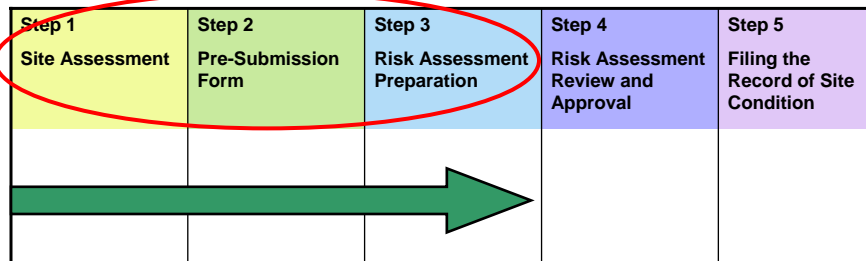 Step 1
Site Assessment
Step 2
Pre-Submission
Form
Step 3
Risk Assessment
Preparation
Step 4
Risk Assessment
Review and
Approval
Step 5
Filing the
Record of Site
Condition